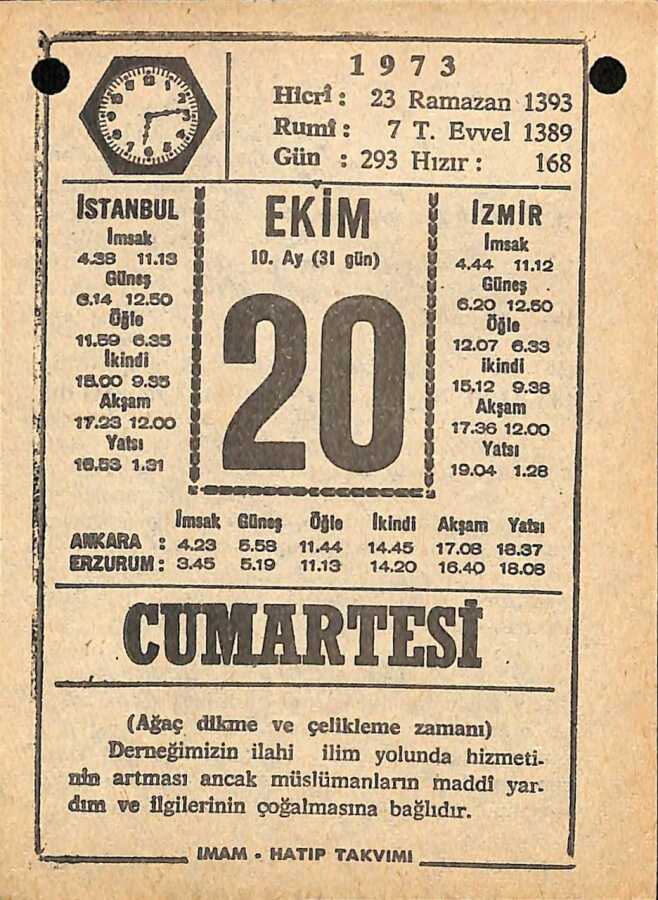 1973
Hicrî : 23 Ramazan 1393
Rumî : 7 T. Evvel 1389
Gün : 293 Hızır : 168
İSTANBUL
İmsak
4.38 11.13
Güneş
6.14 12.50
Öğle
11.59 6.35
İkindi
15.00 9.35
Akşam
17.23 12.00
Yatsı
18.53 1.31
EKİM
10. Ay (31 gün)
20
İZMİR
İmsak
4.44 11.12
Güneş
6.20 12.50
Öğle
12.07 6.33
İkindi
15.12 9.38
Akşam
17.36 12.00
Yatsı
19.04 1.28
İmsak Güneş Öğle İkindi Akşam Yatsı
ANKARA : 4.23 5.58 11.44 14.45 17.08 18.37
ERZURUM : 3.45 5.19 11.13 14.20 16.40 18.08
CUMARTESİ
(Ağaç dikme ve çelikleme zamanı)
Derneğimizin ilahi ilim yolunda hizmeti-
nin artması ancak müslümanların maddî yar-
dım ve ilgilerinin çoğalmasına bağlıdır.
İMAM - HATİP TAKVİMİ